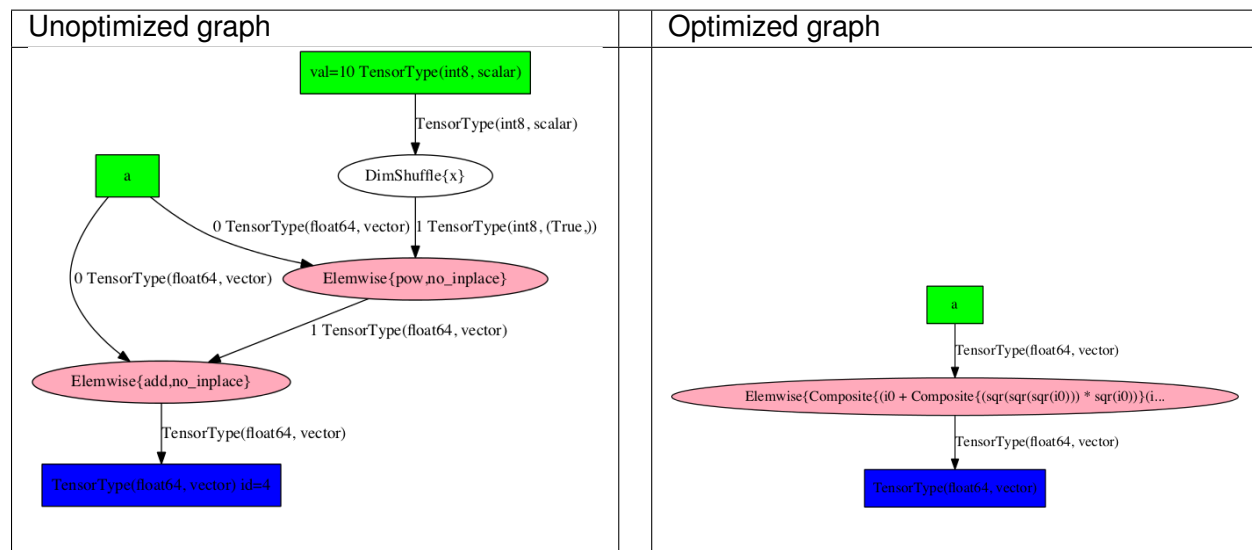 Unoptimized graph
Optimized graph
val=10 TensorType(int8, scalar)
TensorType(int8, scalar)
a
DimShuffle{x}
0 TensorType(float64, vector)
1 TensorType(int8, (True,))
0 TensorType(float64, vector)
Elemwise{pow,no_inplace}
1 TensorType(float64, vector)
Elemwise{add,no_inplace}
TensorType(float64, vector)
TensorType(float64, vector) id=4
a
TensorType(float64, vector)
Elemwise{Composite{(i0 + Composite{(sqr(sqr(sqr(i0))) * sqr(i0))}(i...
TensorType(float64, vector)
TensorType(float64, vector)